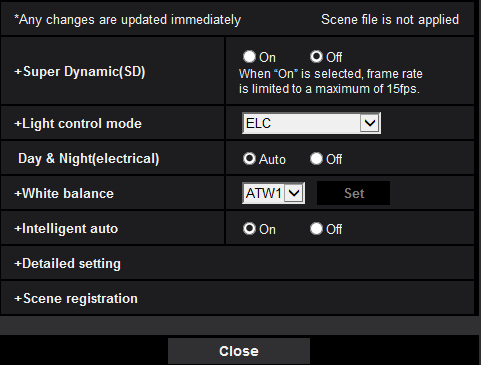 *Any changes are updated immediately Scene file is not applied
+Super Dynamic(SD)
On Off
When “On” is selected, frame rate
is limited to a maximum of 15fps.
+Light control mode ELC
Day & Night(electrical) Auto Off
+White balance ATW1 Set
+Intelligent auto On Off
+Detailed setting
+Scene registration
Close